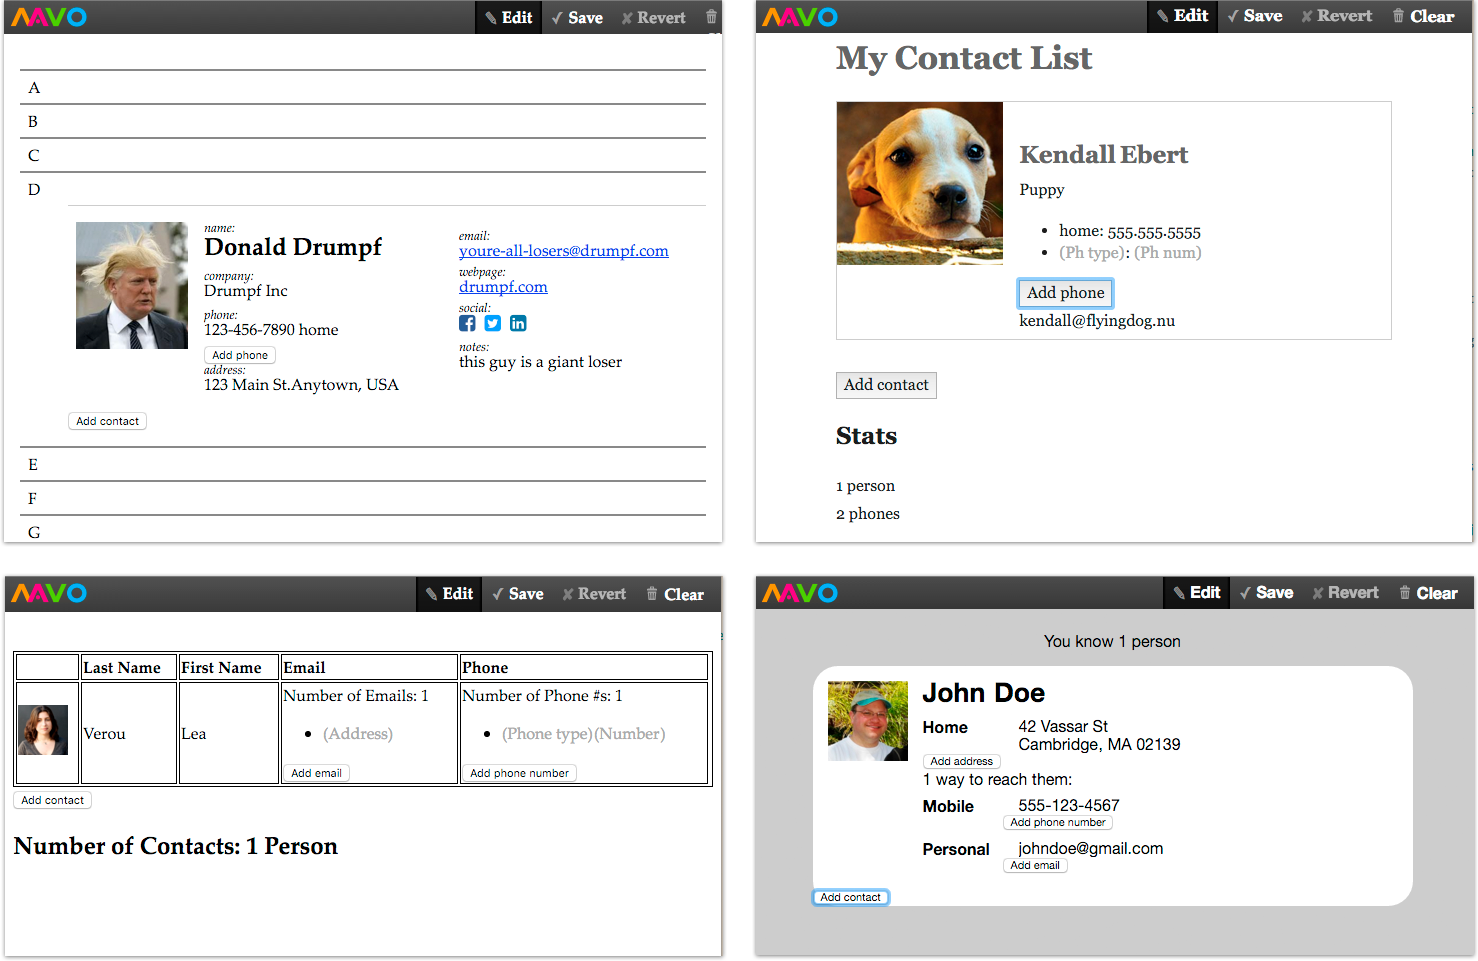 MAVO
Edit
Save
Revert
A
B
C
D
name:
Donald Drumpf
company:
Drumpf Inc
phone:
123-456-7890 home
Add phone
address:
123 Main St.Anytown, USA
email:
youre-all-losers@drumpf.com
webpage:
drumpf.com
social:
notes:
this guy is a giant loser
Add contact
E
F
G
MAVO
Edit
Save
Revert
Clear
My Contact List
Kendall Ebert
Puppy
home: 555.555.5555
(Ph type): (Ph num)
Add phone
kendall@flyingdog.nu
Add contact
Stats
1 person
2 phones
MAVO
Edit
Save
Revert
Clear
Last Name First Name Email Phone
Verou Lea
Number of Emails: 1
(Address)
Add email
Number of Phone #s: 1
(Phone type)(Number)
Add phone number
Add contact
Number of Contacts: 1 Person
MAVO
Edit
Save
Revert
Clear
You know 1 person
John Doe
Home 42 Vassar St
Cambridge, MA 02139
Add address
1 way to reach them:
Mobile 555-123-4567
Add phone number
Personal johndoe@gmail.com
Add email
Add contact